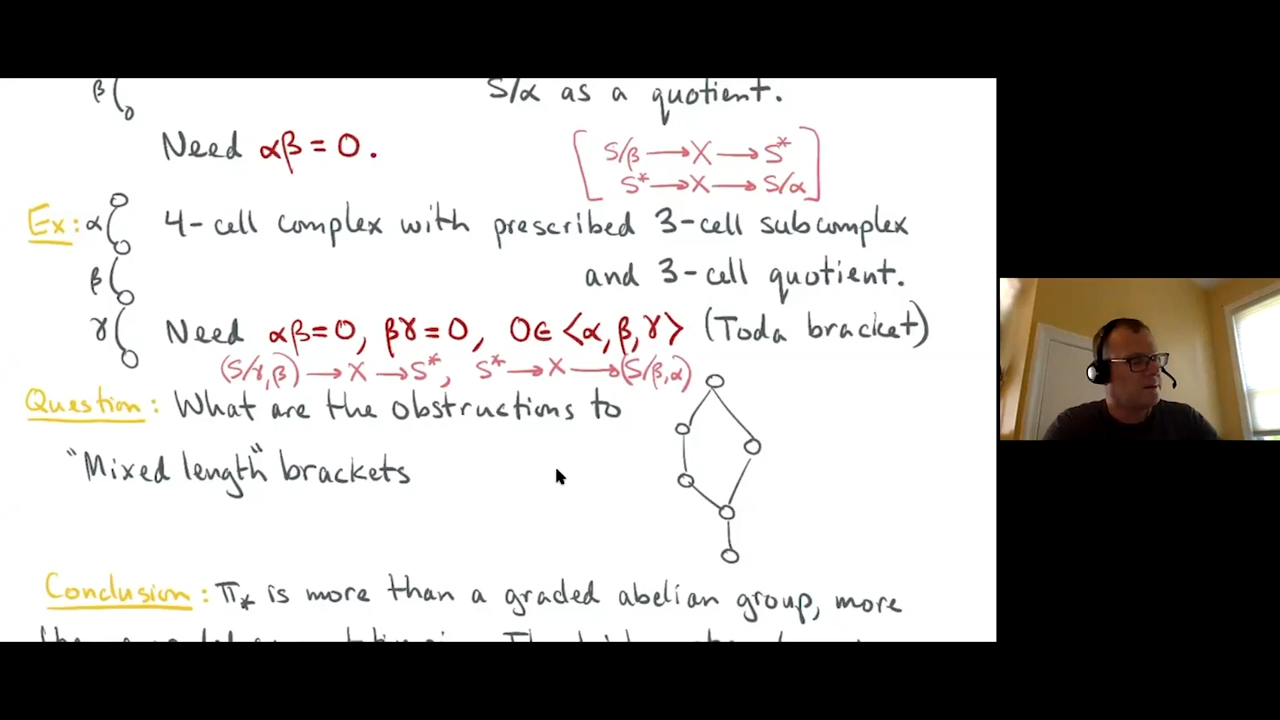 β S/α as a quotient.
Need αβ = 0.
[ S/β → X → S*
S* → X → S/α ]
Ex: α 4-cell complex with prescribed 3-cell subcomplex
β and 3-cell quotient.
γ Need αβ=0, βγ=0, 0∈⟨α,β,γ⟩ (Toda bracket)
(S/γ,β) → X → S*, S* → X → (S/β,α)
Question: What are the obstructions to
"Mixed length" brackets
Conclusion: π* is more than a graded abelian group, more